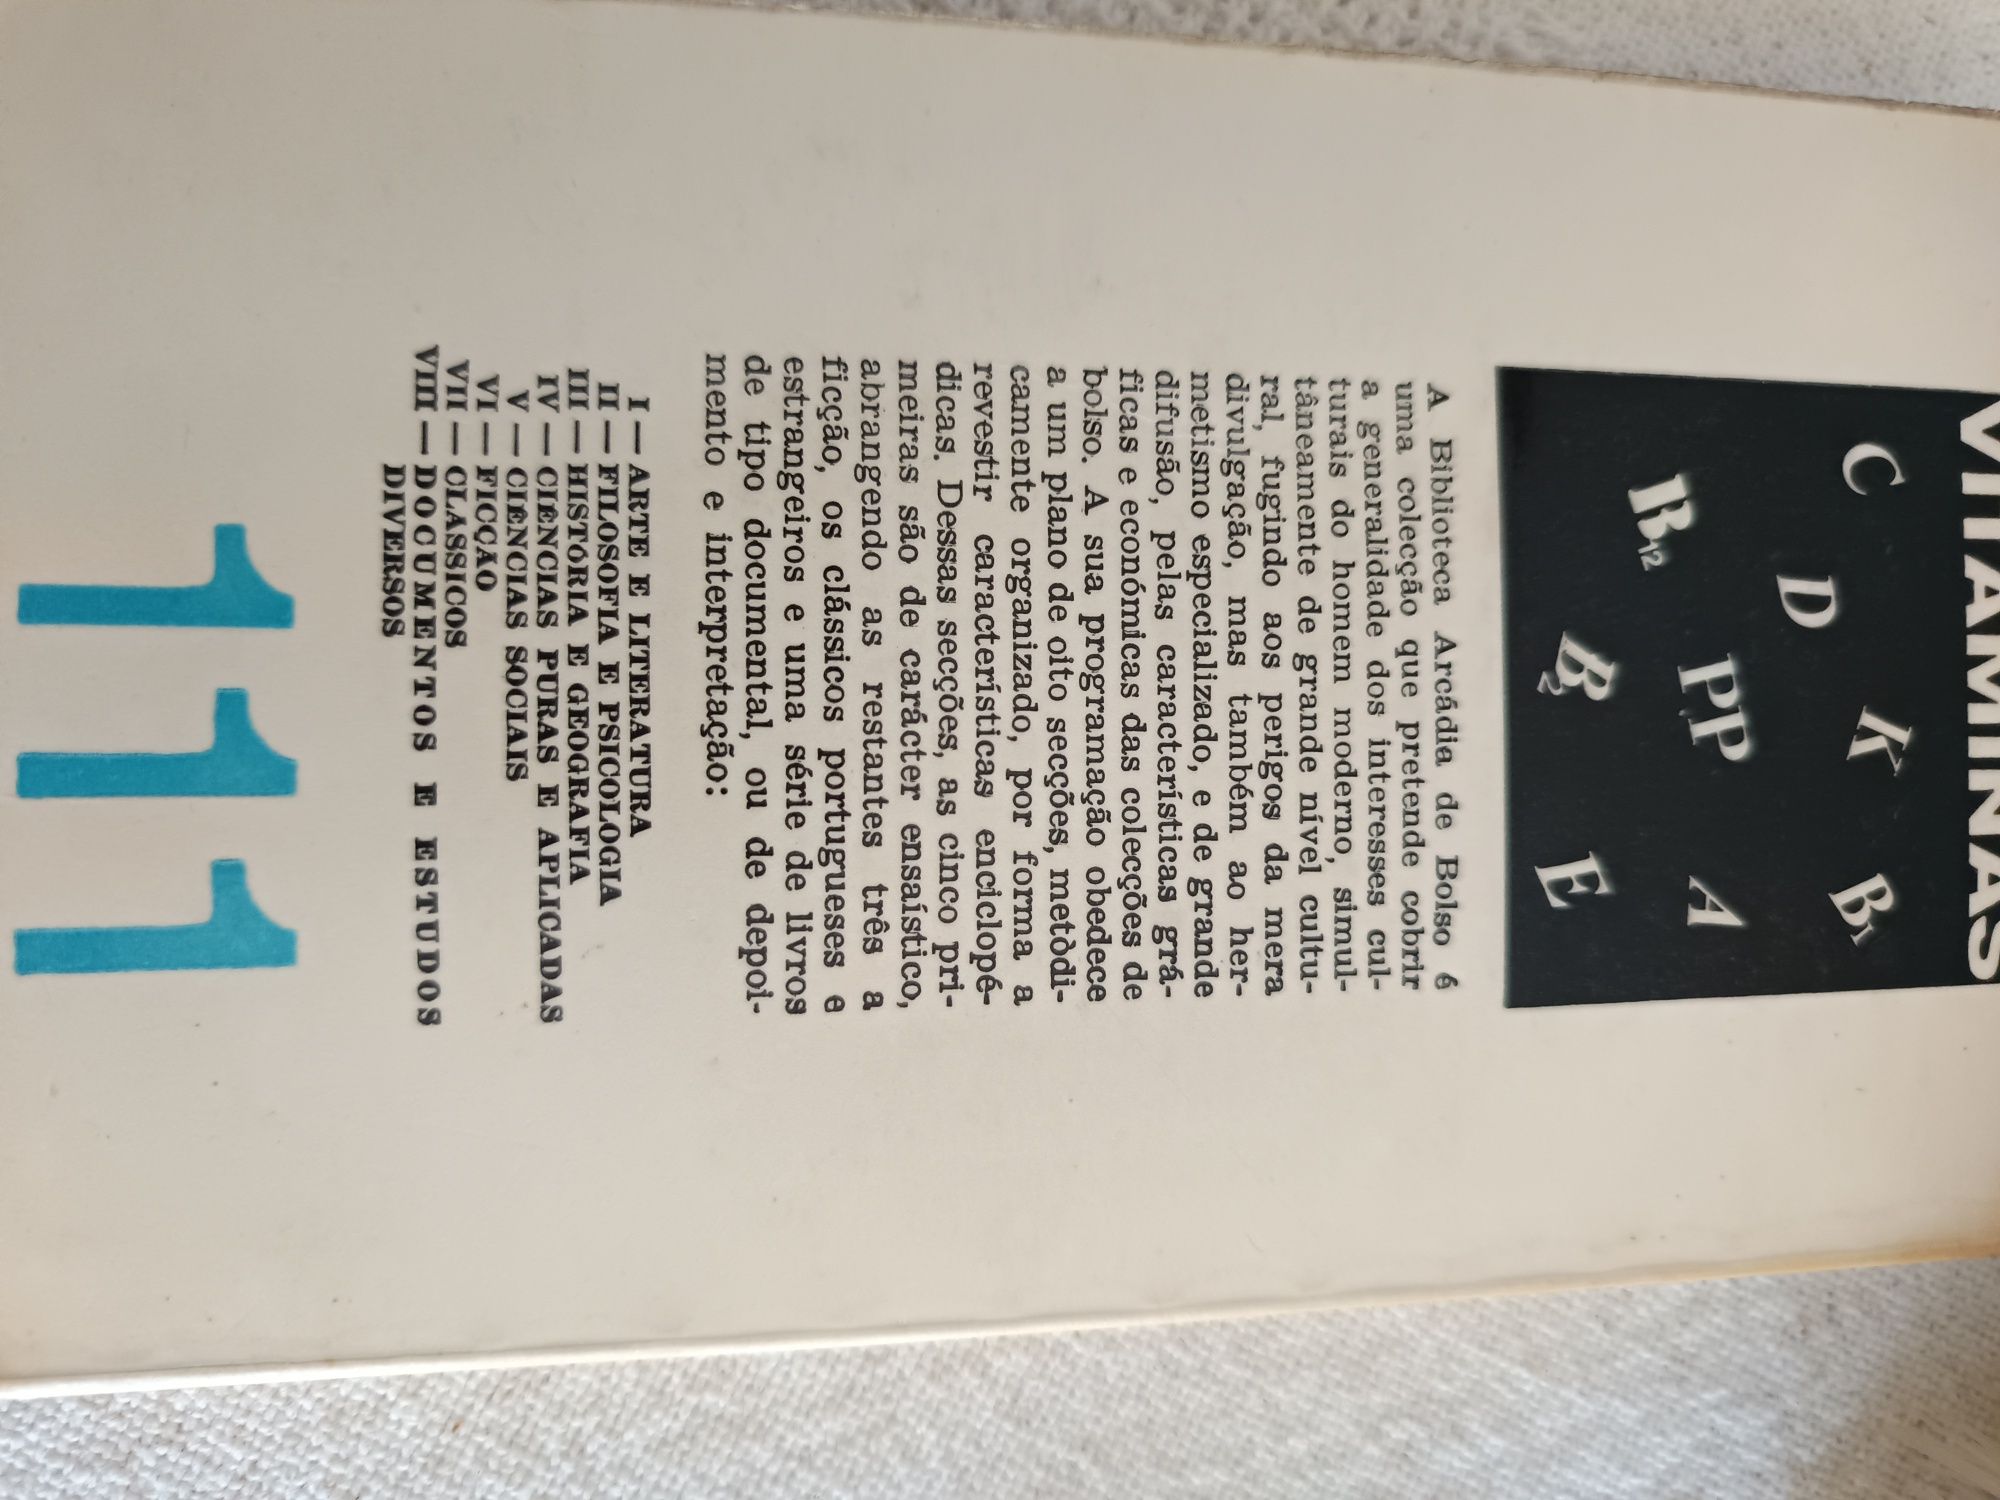 VITAMINAS
C D K B1
B12 PP A
B2 E
A Biblioteca Arcádia de Bolso é
uma colecção que pretende cobrir
a generalidade dos interesses cul-
turais do homem moderno, simul-
tâneamente de grande nível cultu-
ral, fugindo aos perigos da mera
divulgação, mas também ao her-
metismo especializado, e de grande
difusão, pelas características grá-
ficas e económicas das colecções de
bolso. A sua programação obedece
a um plano de oito secções, metòdi-
camente organizado, por forma a
revestir características enciclopé-
dicas. Dessas secções, as cinco pri-
meiras são de carácter ensaístico,
abrangendo as restantes três a
ficção, os clássicos portugueses e
estrangeiros e uma série de livros
de tipo documental, ou de depoi-
mento e interpretação:
I — ARTE E LITERATURA
II — FILOSOFIA E PSICOLOGIA
III — HISTÓRIA E GEOGRAFIA
IV — CIÊNCIAS PURAS E APLICADAS
V — CIÊNCIAS SOCIAIS
VI — FICÇÃO
VII — CLÁSSICOS
VIII — DOCUMENTOS E ESTUDOS
DIVERSOS
111